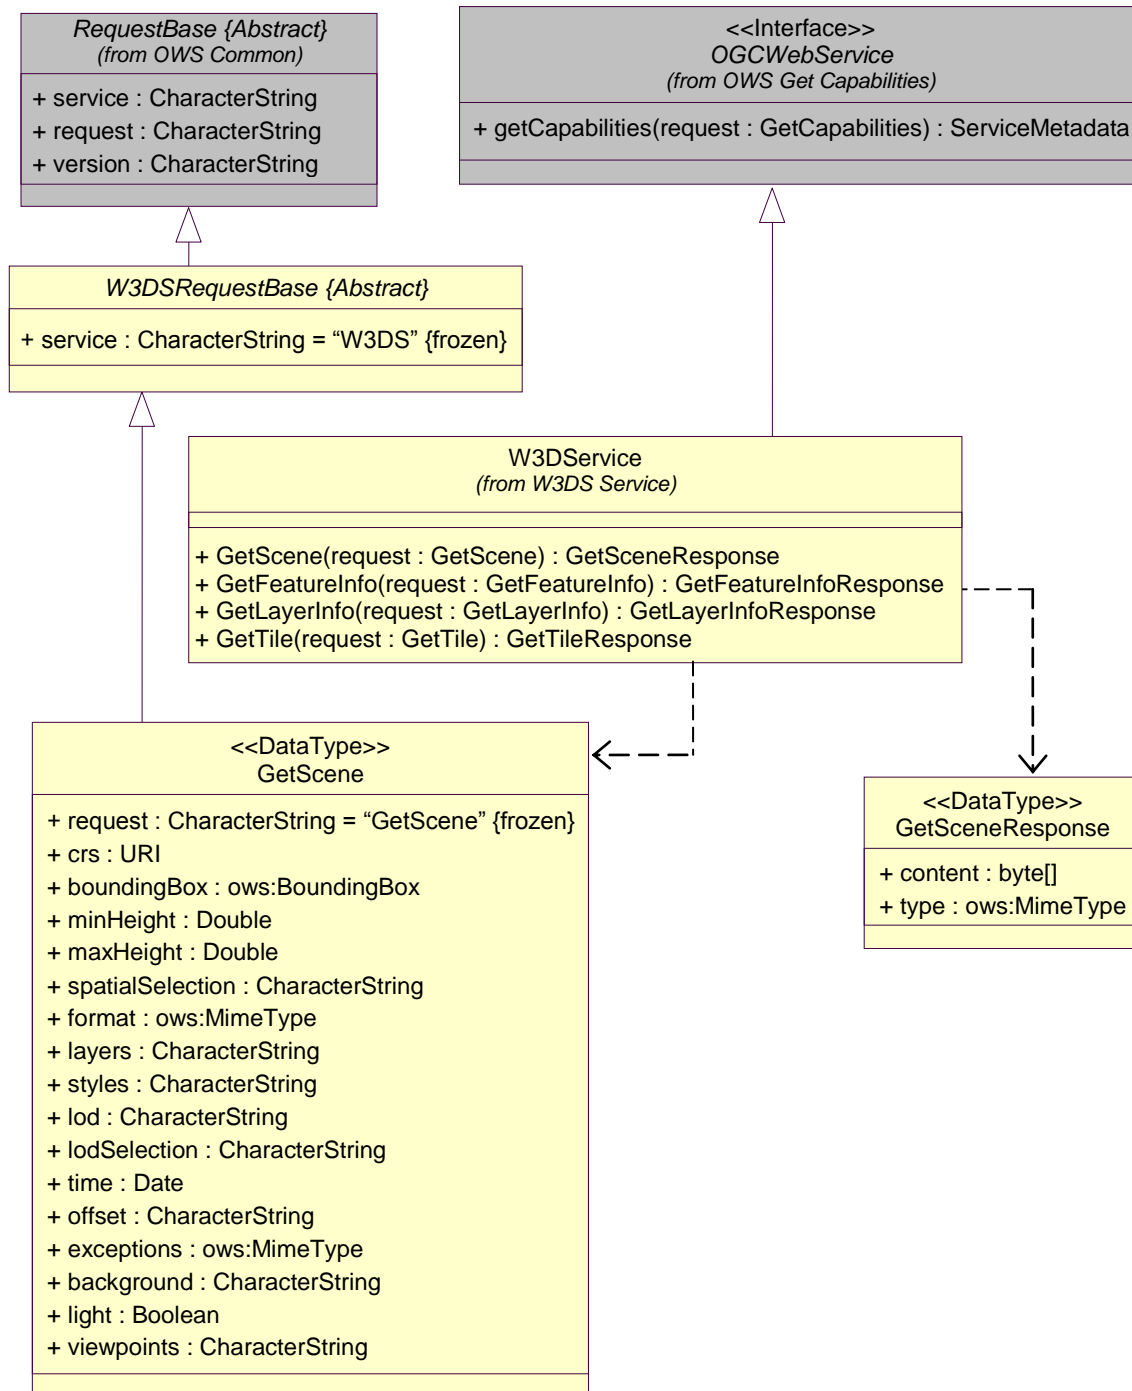 RequestBase {Abstract}
(from OWS Common)
+ service : CharacterString
+ request : CharacterString
+ version : CharacterString
<<Interface>>
OGCWebService
(from OWS Get Capabilities)
+ getCapabilities(request : GetCapabilities) : ServiceMetadata
W3DSRequestBase {Abstract}
+ service : CharacterString = “W3DS” {frozen}
W3DService
(from W3DS Service)
+ GetScene(request : GetScene) : GetSceneResponse
+ GetFeatureInfo(request : GetFeatureInfo) : GetFeatureInfoResponse
+ GetLayerInfo(request : GetLayerInfo) : GetLayerInfoResponse
+ GetTile(request : GetTile) : GetTileResponse
<<DataType>>
GetScene
+ request : CharacterString = “GetScene” {frozen}
+ crs : URI
+ boundingBox : ows:BoundingBox
+ minHeight : Double
+ maxHeight : Double
+ spatialSelection : CharacterString
+ format : ows:MimeType
+ layers : CharacterString
+ styles : CharacterString
+ lod : CharacterString
+ lodSelection : CharacterString
+ time : Date
+ offset : CharacterString
+ exceptions : ows:MimeType
+ background : CharacterString
+ light : Boolean
+ viewpoints : CharacterString
<<DataType>>
GetSceneResponse
+ content : byte[]
+ type : ows:MimeType